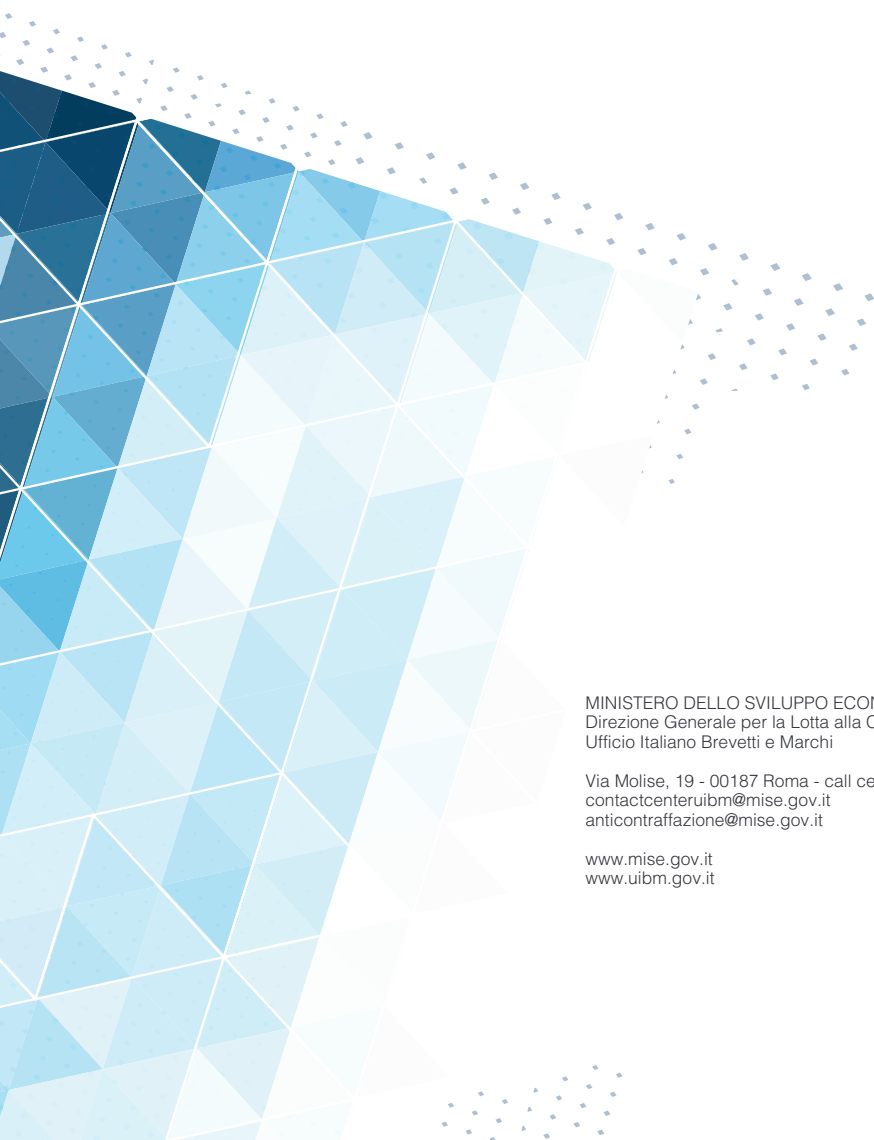 MINISTERO DELLO SVILUPPO
Direzione Generale per la Lotta alla
Ufficio Italiano Brevetti e Marchi
Via Molise, 19 - 00187 Roma - call
contactcenteruibm@mise.gov.it
anticontraffazione@mise.gov.it
www.mise.gov.it
www.uibm.gov.it